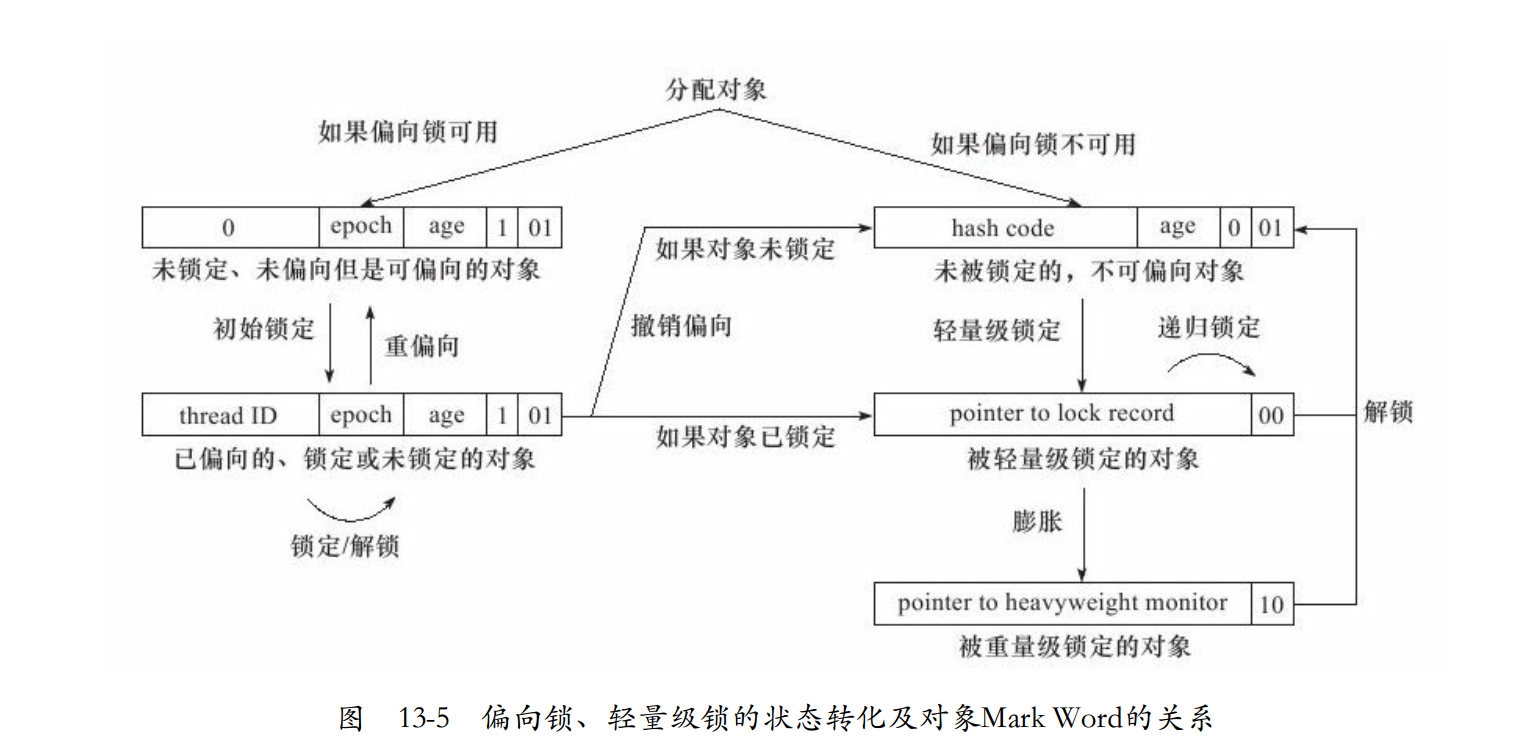 分配对象
如果偏向锁可用
如果偏向锁不可用
0 epoch age 1 01
hash code age 0 01
未锁定、未偏向但是可偏向的对象
如果对象未锁定
未被锁定的，不可偏向对象
初始锁定
重偏向
撤销偏向
轻量级锁定
递归锁定
thread ID epoch age 1 01
pointer to lock record 00
解锁
已偏向的、锁定或未锁定的对象
如果对象已锁定
被轻量级锁定的对象
锁定/解锁
膨胀
pointer to heavyweight monitor 10
被重量级锁定的对象
图 13-5 偏向锁、轻量级锁的状态转化及对象Mark Word的关系